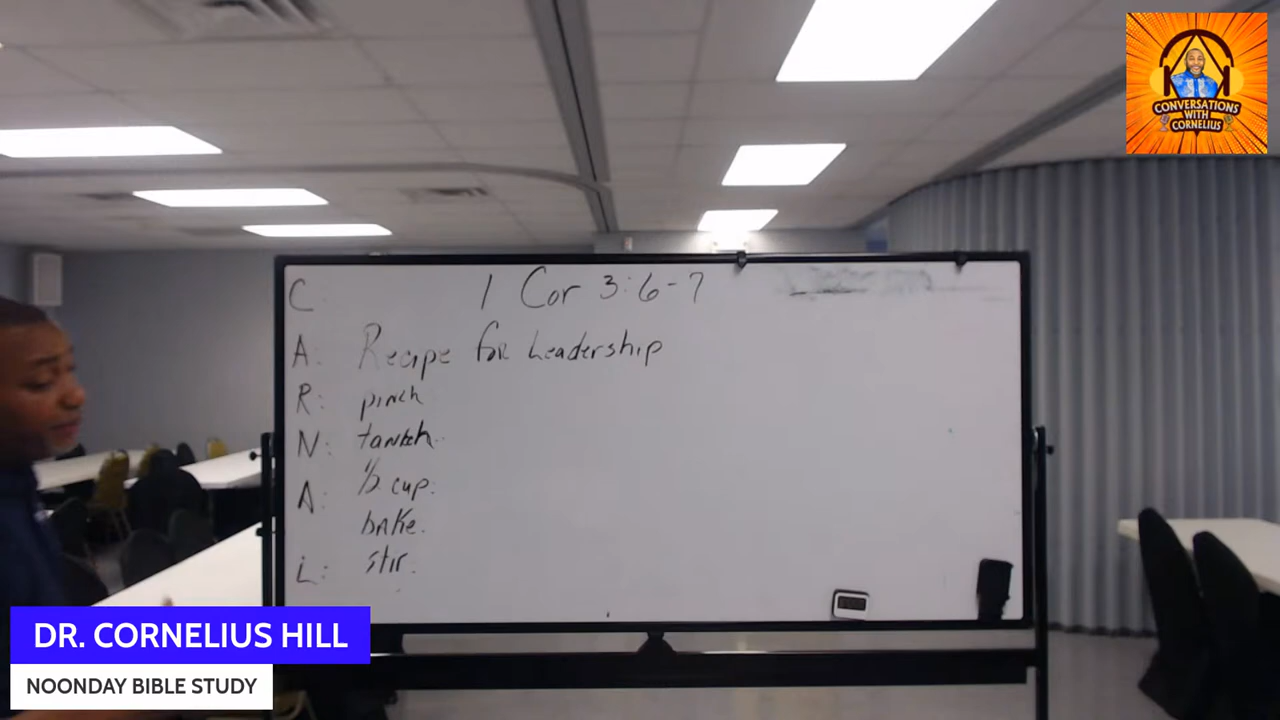 CONVERSATIONS
WITH
CORNELIUS
C 1 Cor 3:6-7
A: Recipe for Leadership
R: pinch
N: 
A: 1/2 cup.
bake.
L: stir.
DR. CORNELIUS HILL
NOONDAY BIBLE STUDY